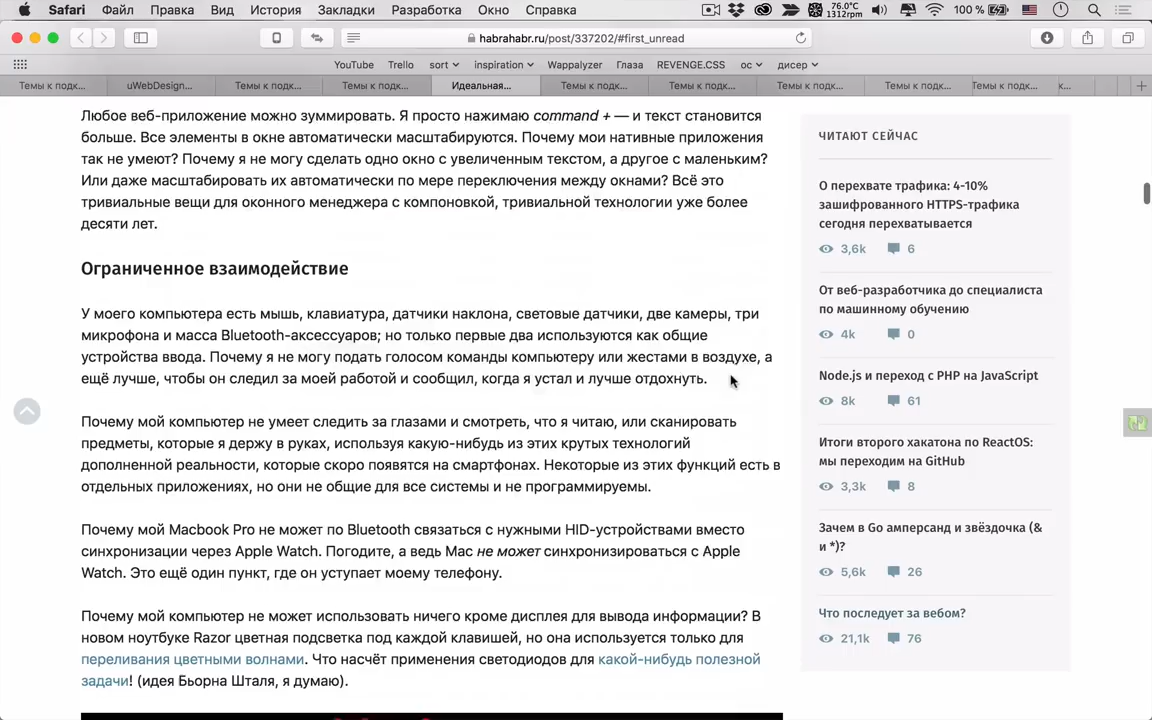 Safari Файл Правка Вид История Закладки Разработка Окно Справка 76.0°C 1312rpm 100 %
habrahabr.ru/post/337202/#first_unread
YouTube Trello sort inspiration Wappalyzer Глаза REVENGE.CSS ос дисер
Темы к подк... uWebDesign... Темы к подк... Темы к подк... Идеальная... Темы к подк... Темы к подк... Темы к подк... Темы к подк... Темы к подк... к...
Любое веб-приложение можно зуммировать. Я просто нажимаю command + — и текст становится
больше. Все элементы в окне автоматически масштабируются. Почему мои нативные приложения
так не умеют? Почему я не могу сделать одно окно с увеличенным текстом, а другое с маленьким?
Или даже масштабировать их автоматически по мере переключения между окнами? Всё это
тривиальные вещи для оконного менеджера с компоновкой, тривиальной технологии уже более
десяти лет.
Ограниченное взаимодействие
У моего компьютера есть мышь, клавиатура, датчики наклона, световые датчики, две камеры, три
микрофона и масса Bluetooth-аксессуаров; но только первые два используются как общие
устройства ввода. Почему я не могу подать голосом команды компьютеру или жестами в воздухе, а
ещё лучше, чтобы он следил за моей работой и сообщил, когда я устал и лучше отдохнуть.
Почему мой компьютер не умеет следить за глазами и смотреть, что я читаю, или сканировать
предметы, которые я держу в руках, используя какую-нибудь из этих крутых технологий
дополненной реальности, которые скоро появятся на смартфонах. Некоторые из этих функций есть в
отдельных приложениях, но они не общие для все системы и не программируемы.
Почему мой Macbook Pro не может по Bluetooth связаться с нужными HID-устройствами вместо
синхронизации через Apple Watch. Погодите, а ведь Mac не может синхронизироваться с Apple
Watch. Это ещё один пункт, где он уступает моему телефону.
Почему мой компьютер не может использовать ничего кроме дисплея для вывода информации? В
новом ноутбуке Razor цветная подсветка под каждой клавишей, но она используется только для
переливания цветными волнами. Что насчёт применения светодиодов для какой-нибудь полезной
задачи! (идея Бьорна Шталя, я думаю).
ЧИТАЮТ СЕЙЧАС
О перехвате трафика: 4-10%
зашифрованного HTTPS-трафика
сегодня перехватывается
3,6k 6
От веб-разработчика до специалиста
по машинному обучению
4k 0
Node.js и переход с PHP на JavaScript
8k 61
Итоги второго хакатона по ReactOS:
мы переходим на GitHub
3,3k 8
Зачем в Go амперсанд и звёздочка (&
и *)?
5,6k 26
Что последует за вебом?
21,1k 76